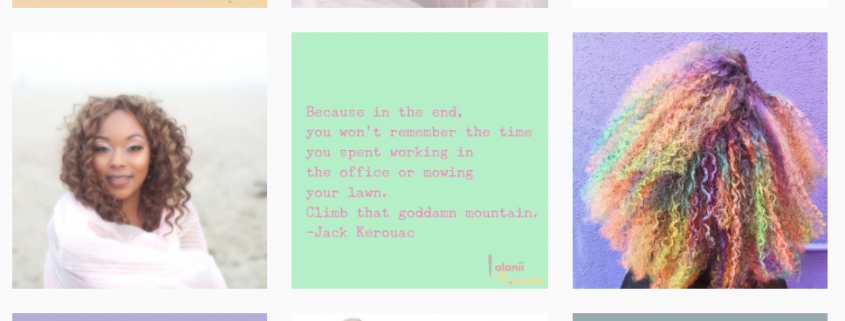 Because in the end,
you won't remember the time
you spent working in
the office or mowing
your lawn.
Climb that goddamn mountain.
-Jack Kerouac
alanii